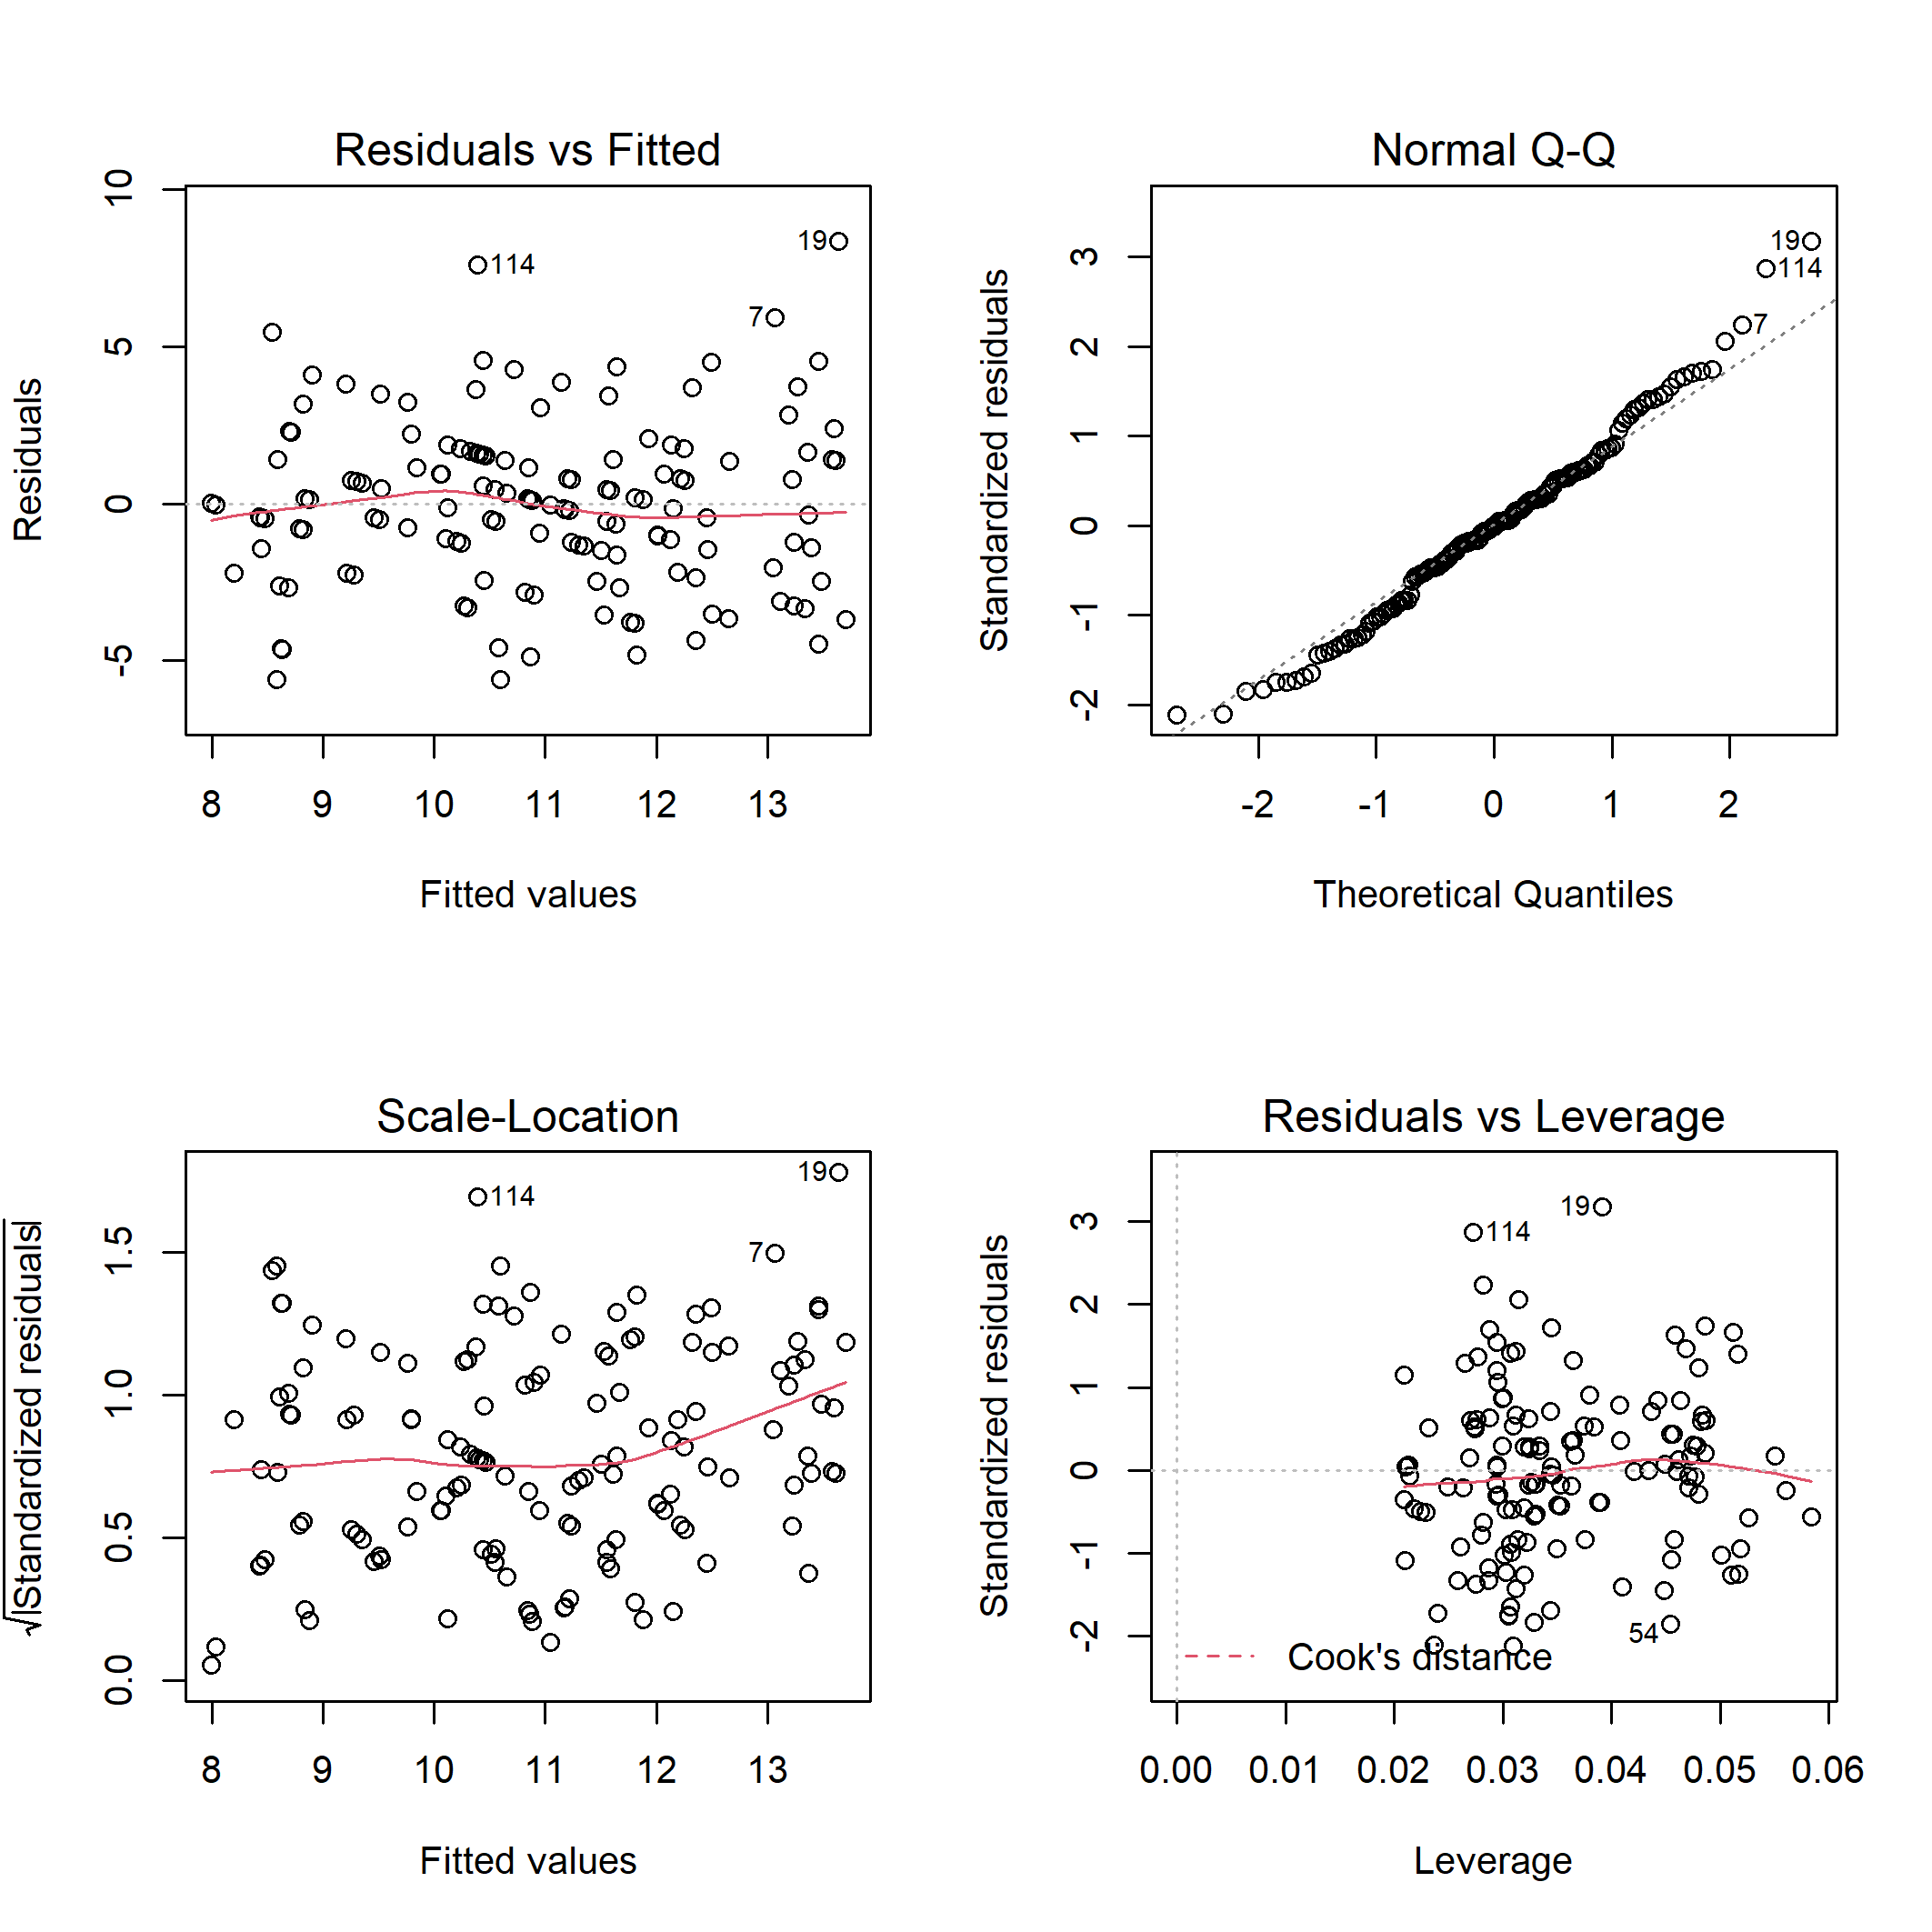 Residuals vs Fitted
Residuals
10
5
0
-5
19
114
7
8 9 10 11 12 13
Fitted values
Normal Q-Q
Standardized residuals
3
2
1
0
-1
-2
19
114
7
-2 -1 0 1 2
Theoretical Quantiles
Scale-Location
√|Standardized residuals|
1.5
1.0
0.5
0.0
19
114
7
8 9 10 11 12 13
Fitted values
Residuals vs Leverage
Standardized residuals
3
2
1
0
-1
-2
19
114
54
Cook's distance
0.00 0.01 0.02 0.03 0.04 0.05 0.06
Leverage